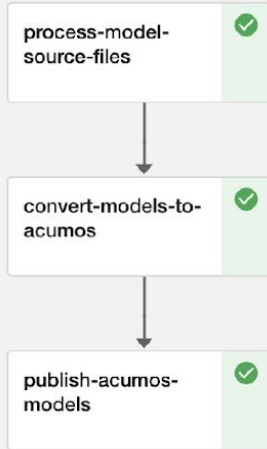 process-model-
source-files
convert-models-to-
acumos
publish-acumos-
models